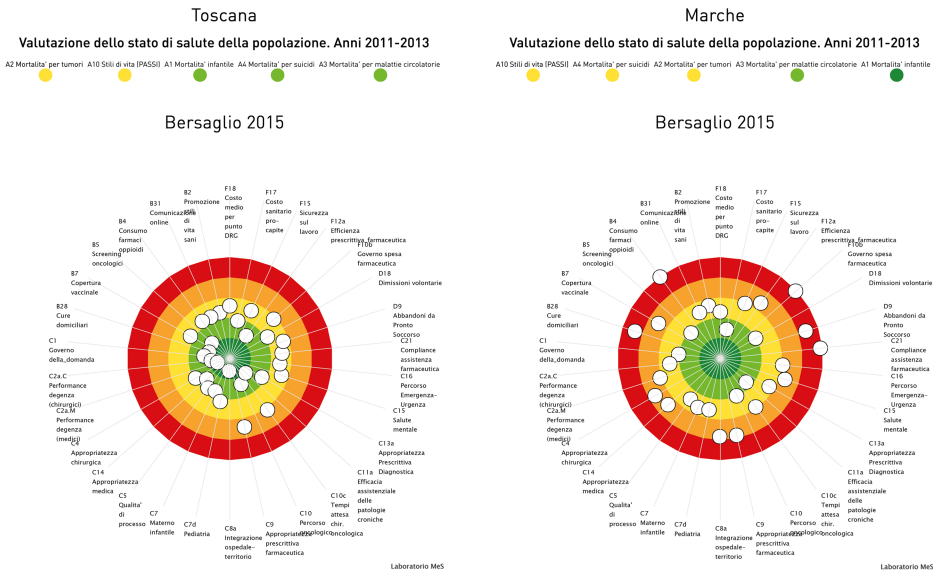 Toscana
Valutazione dello stato di salute della popolazione. Anni 2011-2013
A2 Mortalita' per tumori
A10 Stili di vita (PASSI)
A1 Mortalita' infantile
A4 Mortalita' per suicidi
A3 Mortalita' per malattie circolatorie
Bersaglio 2015
F18
Costo
medio
per
punto
DRG
F17
Costo
sanitario
pro-
capite
F15
Sicurezza
sul
lavoro
F12a
Efficienza
prescrittiva_farmaceutica
F10b
Governo spesa
farmaceutica
D18
Dimissioni volontarie
D9
Abbandoni da
Pronto
Soccorso
C21
Compliance
assistenza
farmaceutica
C16
Percorso
Emergenza-
Urgenza
C15
Salute
mentale
C13a
Appropriatezza
Prescrittiva
Diagnostica
C11a
Efficacia
assistenziale
delle
patologie
croniche
C10c
Tempi
attesa
chir.
oncologica
C10
Percorso
oncologico
C9
Appropriatezza
prescrittiva
farmaceutica
C8a
Integrazione
ospedale-
territorio
C7d
Pediatria
C7
Materno
infantile
C5
Qualita'
di
processo
C14
Appropriatezza
medica
C4
Appropriatezza
chirurgica
C2a.M
Performance
degenza
(medici)
C2a.C
Performance
degenza
(chirurgici)
C1
Governo
della_domanda
B28
Cure
domiciliari
B7
Copertura
vaccinale
B5
Screening
oncologici
B4
Consumo
farmaci
oppioidi
B31
Comunicazione
online
B2
Promozione
stili
di
vita
sani
Laboratorio MeS
Marche
Valutazione dello stato di salute della popolazione. Anni 2011-2013
A10 Stili di vita (PASSI)
A4 Mortalita' per suicidi
A2 Mortalita' per tumori
A3 Mortalita' per malattie circolatorie
A1 Mortalita' infantile
Bersaglio 2015
F18
Costo
medio
per
punto
DRG
F17
Costo
sanitario
pro-
capite
F15
Sicurezza
sul
lavoro
F12a
Efficienza
prescrittiva_farmaceutica
F10b
Governo spesa
farmaceutica
D18
Dimissioni volontarie
D9
Abbandoni da
Pronto
Soccorso
C21
Compliance
assistenza
farmaceutica
C16
Percorso
Emergenza-
Urgenza
C15
Salute
mentale
C13a
Appropriatezza
Prescrittiva
Diagnostica
C11a
Efficacia
assistenziale
delle
patologie
croniche
C10c
Tempi
attesa
chir.
oncologica
C10
Percorso
oncologico
C9
Appropriatezza
prescrittiva
farmaceutica
C8a
Integrazione
ospedale-
territorio
C7d
Pediatria
C7
Materno
infantile
C5
Qualita'
di
processo
C14
Appropriatezza
medica
C4
Appropriatezza
chirurgica
C2a.M
Performance
degenza
(medici)
C2a.C
Performance
degenza
(chirurgici)
C1
Governo
della_domanda
B28
Cure
domiciliari
B7
Copertura
vaccinale
B5
Screening
oncologici
B4
Consumo
farmaci
oppioidi
B31
Comunicazione
online
B2
Promozione
stili
di
vita
sani
Laboratorio MeS